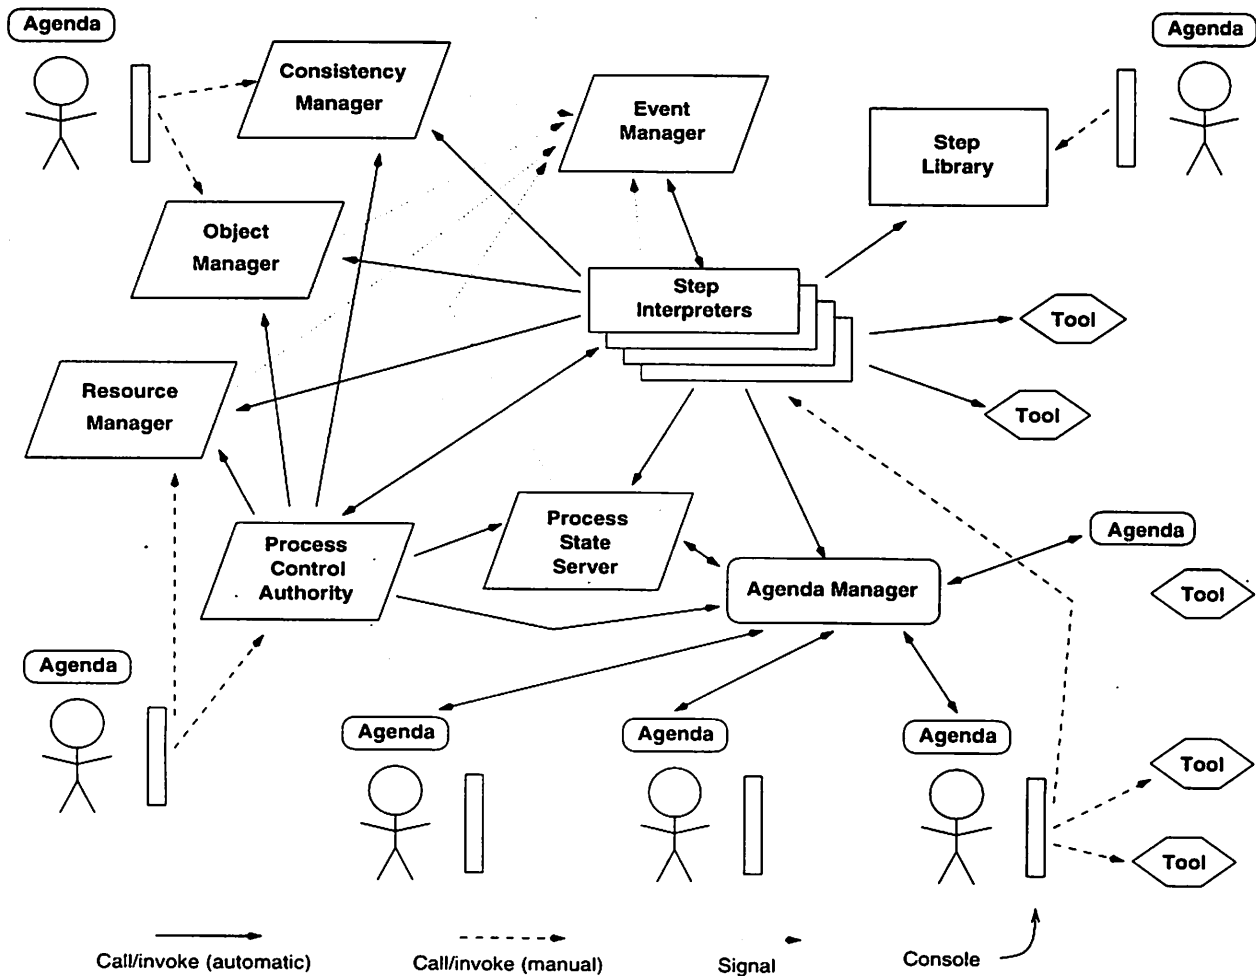 Agenda
Agenda
Consistency
Manager
Event
Manager
Step
Library
Object
Manager
Step
Interpreters
Tool
Resource
Manager
Tool
Process
Control
Authority
Process
State
Server
Agenda
Agenda Manager
Tool
Agenda
Agenda
Agenda
Agenda
Tool
Tool
Call/invoke (automatic)
Call/invoke (manual)
Signal
Console